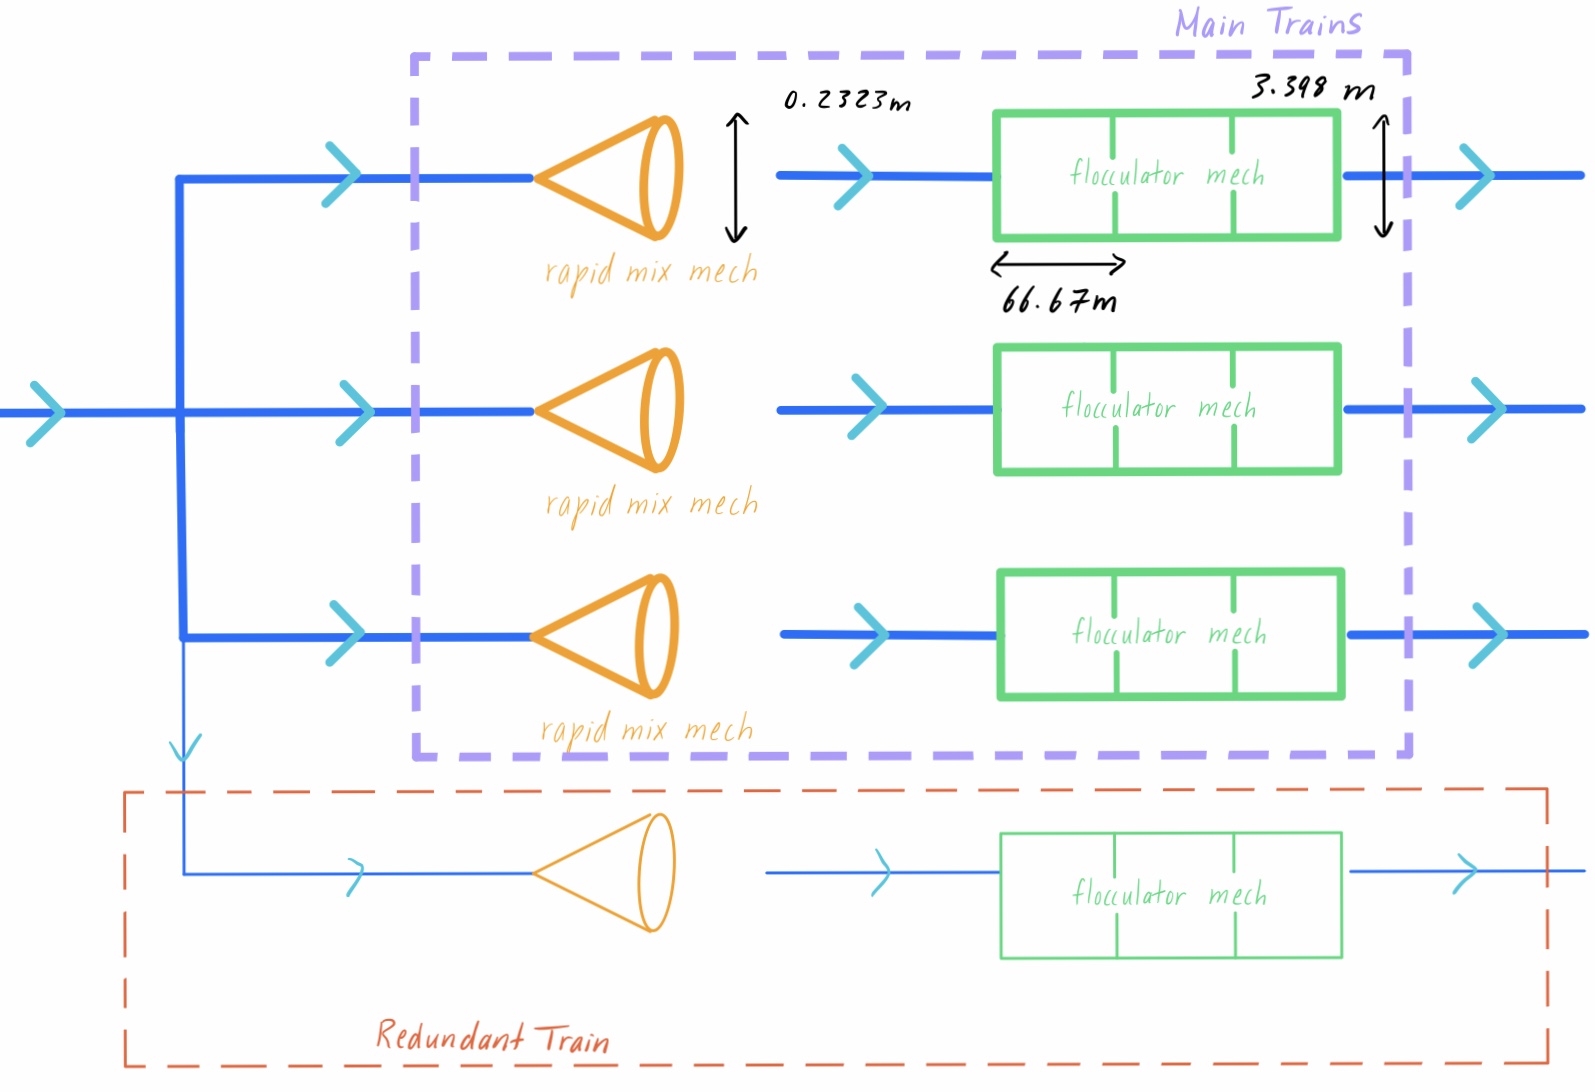 Main Trains
0.2323m
3.398 m
flocculator mech
rapid mix mech
66.67m
flocculator mech
rapid mix mech
flocculator mech
rapid mix mech
flocculator mech
Redundant Train